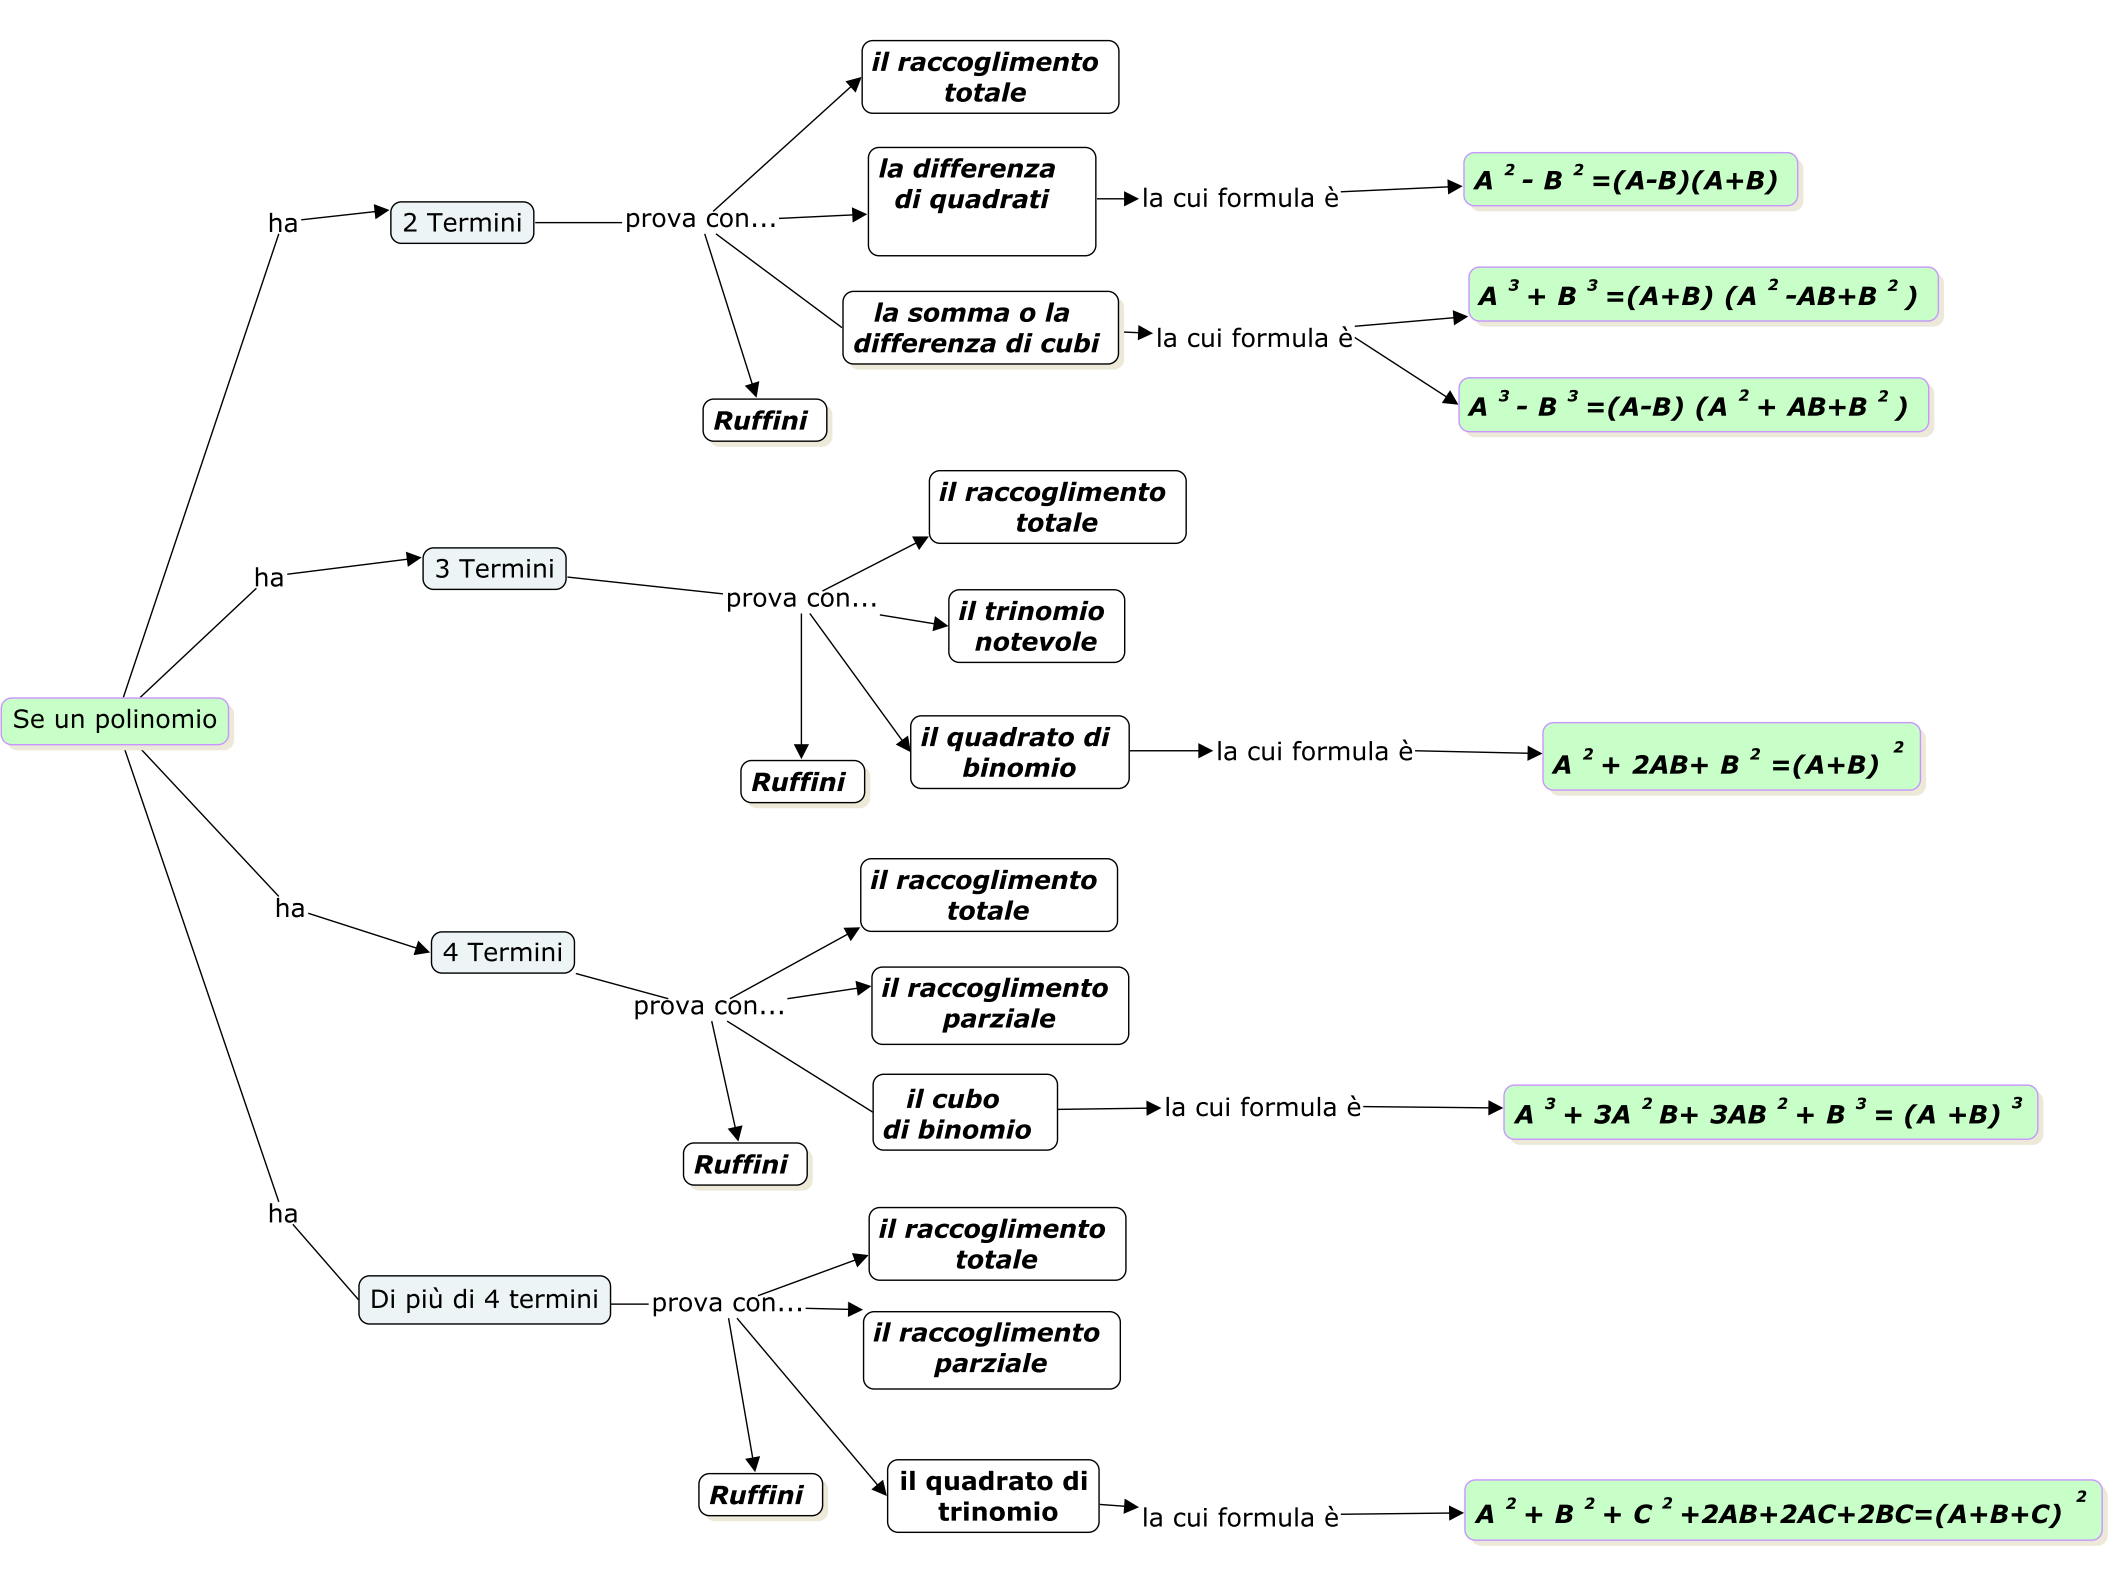 Se un polinomio
ha
2 Termini
prova con...
il raccoglimento
totale
la differenza
di quadrati
la cui formula è
A ² - B ² =(A-B)(A+B)
la somma o la
differenza di cubi
la cui formula è
A ³ + B ³ =(A+B) (A ² -AB+B ² )
A ³ - B ³ =(A-B) (A ² + AB+B ² )
Ruffini
ha
3 Termini
prova con...
il raccoglimento
totale
il trinomio
notevole
il quadrato di
binomio
la cui formula è
A ² + 2AB+ B ² =(A+B) ²
Ruffini
ha
4 Termini
prova con...
il raccoglimento
totale
il raccoglimento
parziale
il cubo
di binomio
la cui formula è
A ³ + 3A ² B+ 3AB ² + B ³ = (A +B) ³
Ruffini
ha
Di più di 4 termini
prova con...
il raccoglimento
totale
il raccoglimento
parziale
il quadrato di
trinomio
la cui formula è
A ² + B ² + C ² +2AB+2AC+2BC=(A+B+C) ²
Ruffini